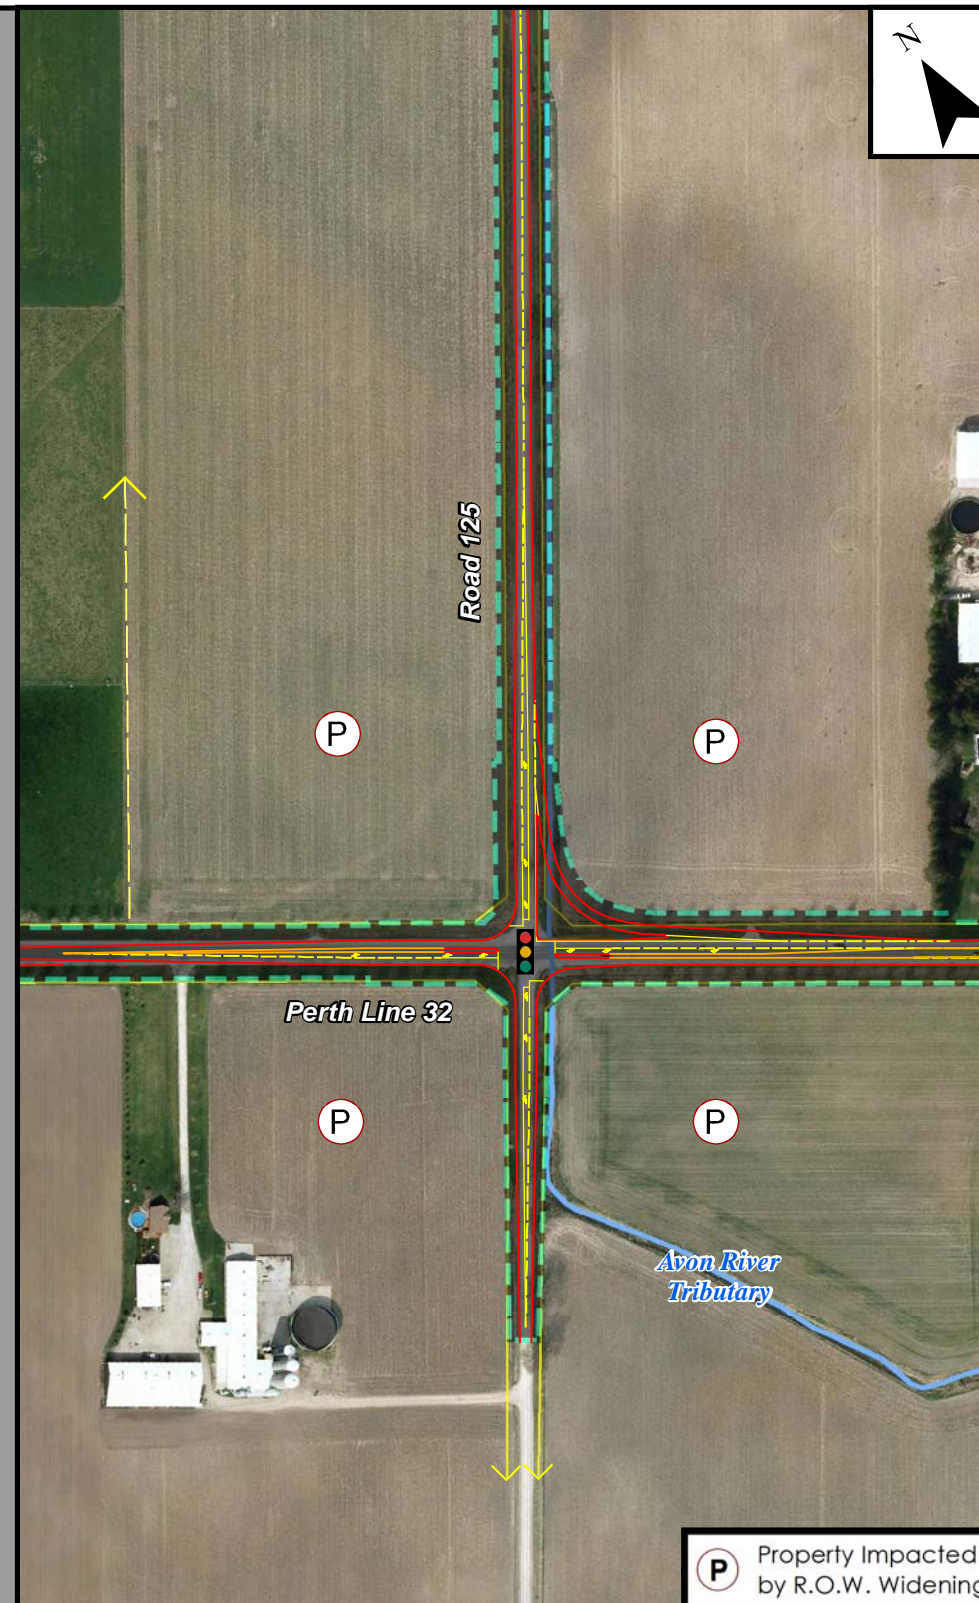 N
Road 125
P
P
Perth Line 32
P
P
Avon River
Tributary
P
Property Impacted
by R.O.W. Widening